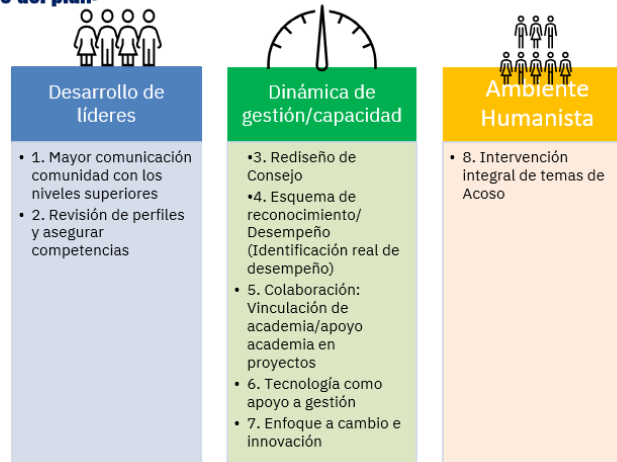 del plan
Desarrollo de
líderes
• 1. Mayor comunicación
comunidad con los
niveles superiores
• 2. Revisión de perfiles
y asegurar
competencias
Dinámica de
gestión/capacidad
•3. Rediseño de
Consejo
•4. Esquema de
reconocimiento/
Desempeño
(Identificación real de
desempeño)
• 5. Colaboración:
Vinculación de
academia/apoyo
academia en
proyectos
• 6. Tecnología como
apoyo a gestión
• 7. Enfoque a cambio e
innovación
Ambiente
Humanista
• 8. Intervención
integral de temas de
Acoso